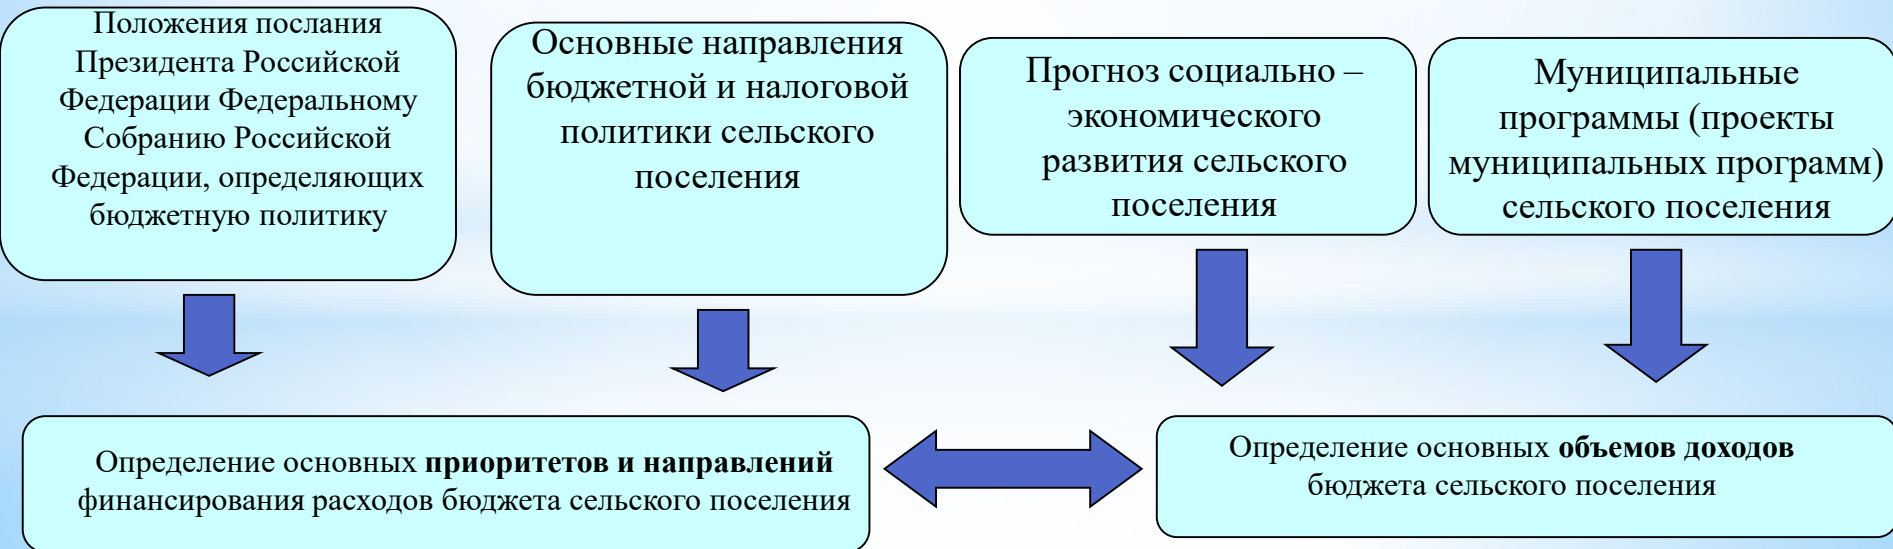 Положения послания
Президента Российской
Федерации Федеральному
Собранию Российской
Федерации, определяющих
бюджетную политику
Основные направления
бюджетной и налоговой
политики сельского
поселения
Прогноз социально –
экономического
развития сельского
поселения
Муниципальные
программы (проекты
муниципальных программ)
сельского поселения
Определение основных приоритетов и направлений
финансирования расходов бюджета сельского поселения
Определение основных объемов доходов
бюджета сельского поселения